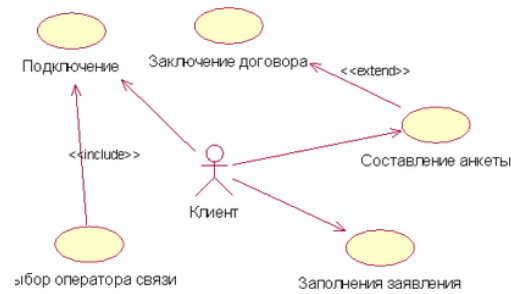 Подключение
Заключение договора
<<extend>>
<<include>>
Составление анкеты
Клиент
ыбор оператора связи
Заполнения заявления